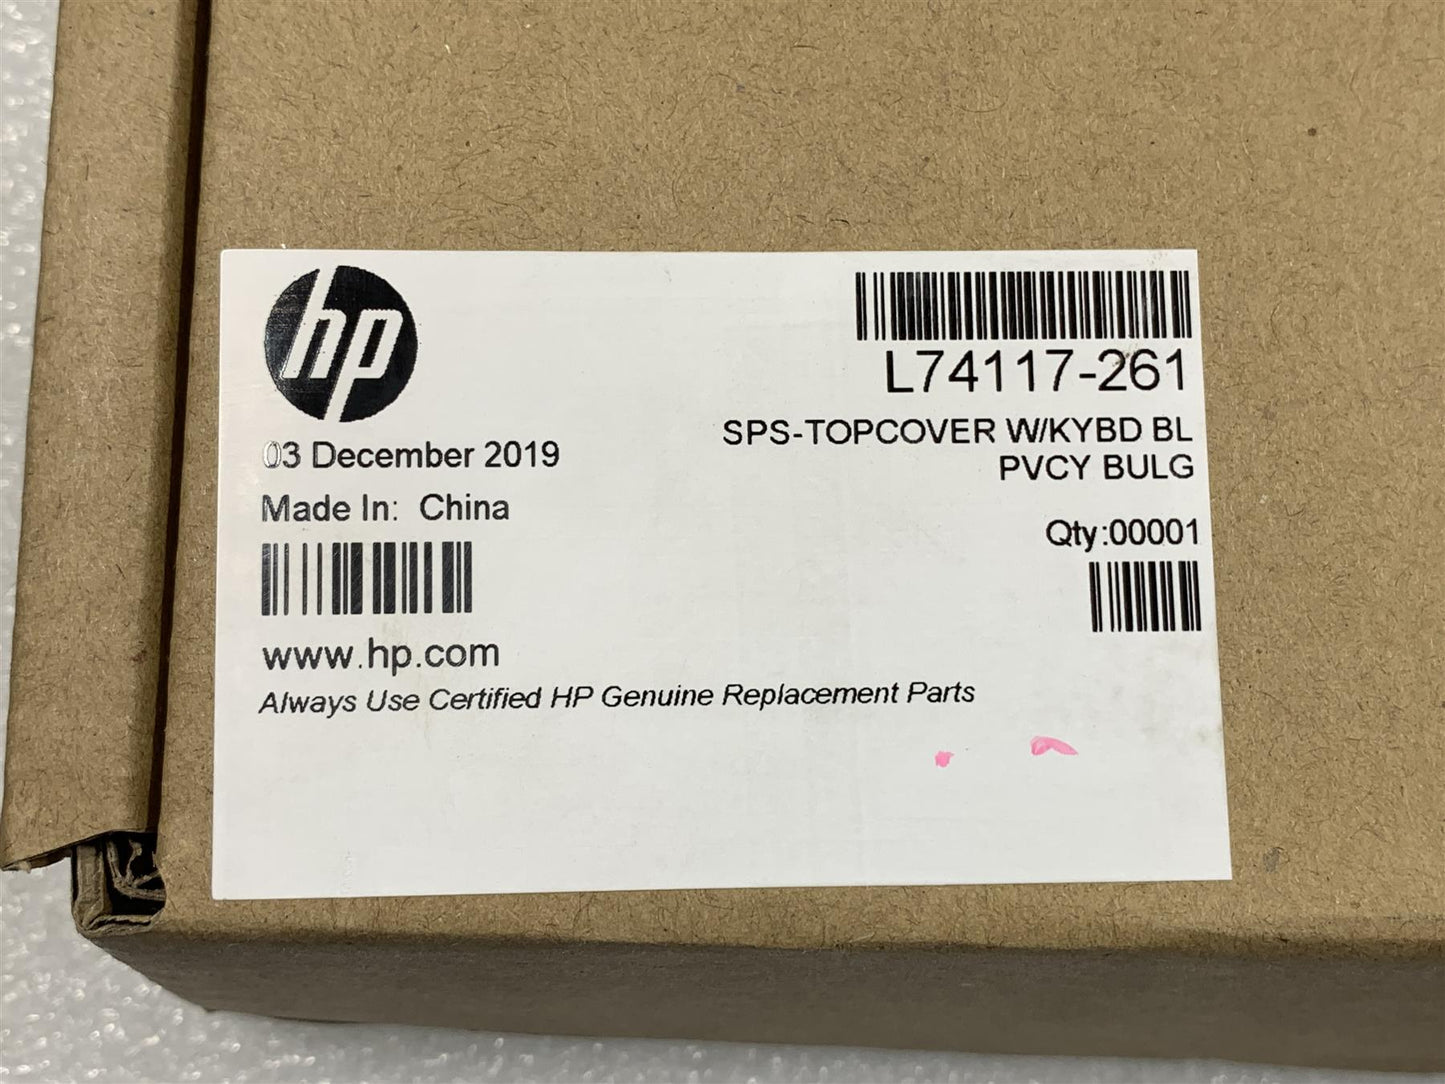 hp
L74117-261
SPS-TOPCOVER W/KYBD BL
PVCY BULG
03 December 2019
Made In: China
Qty:00001
www.hp.com
Always Use Certified HP Genuine Replacement Parts